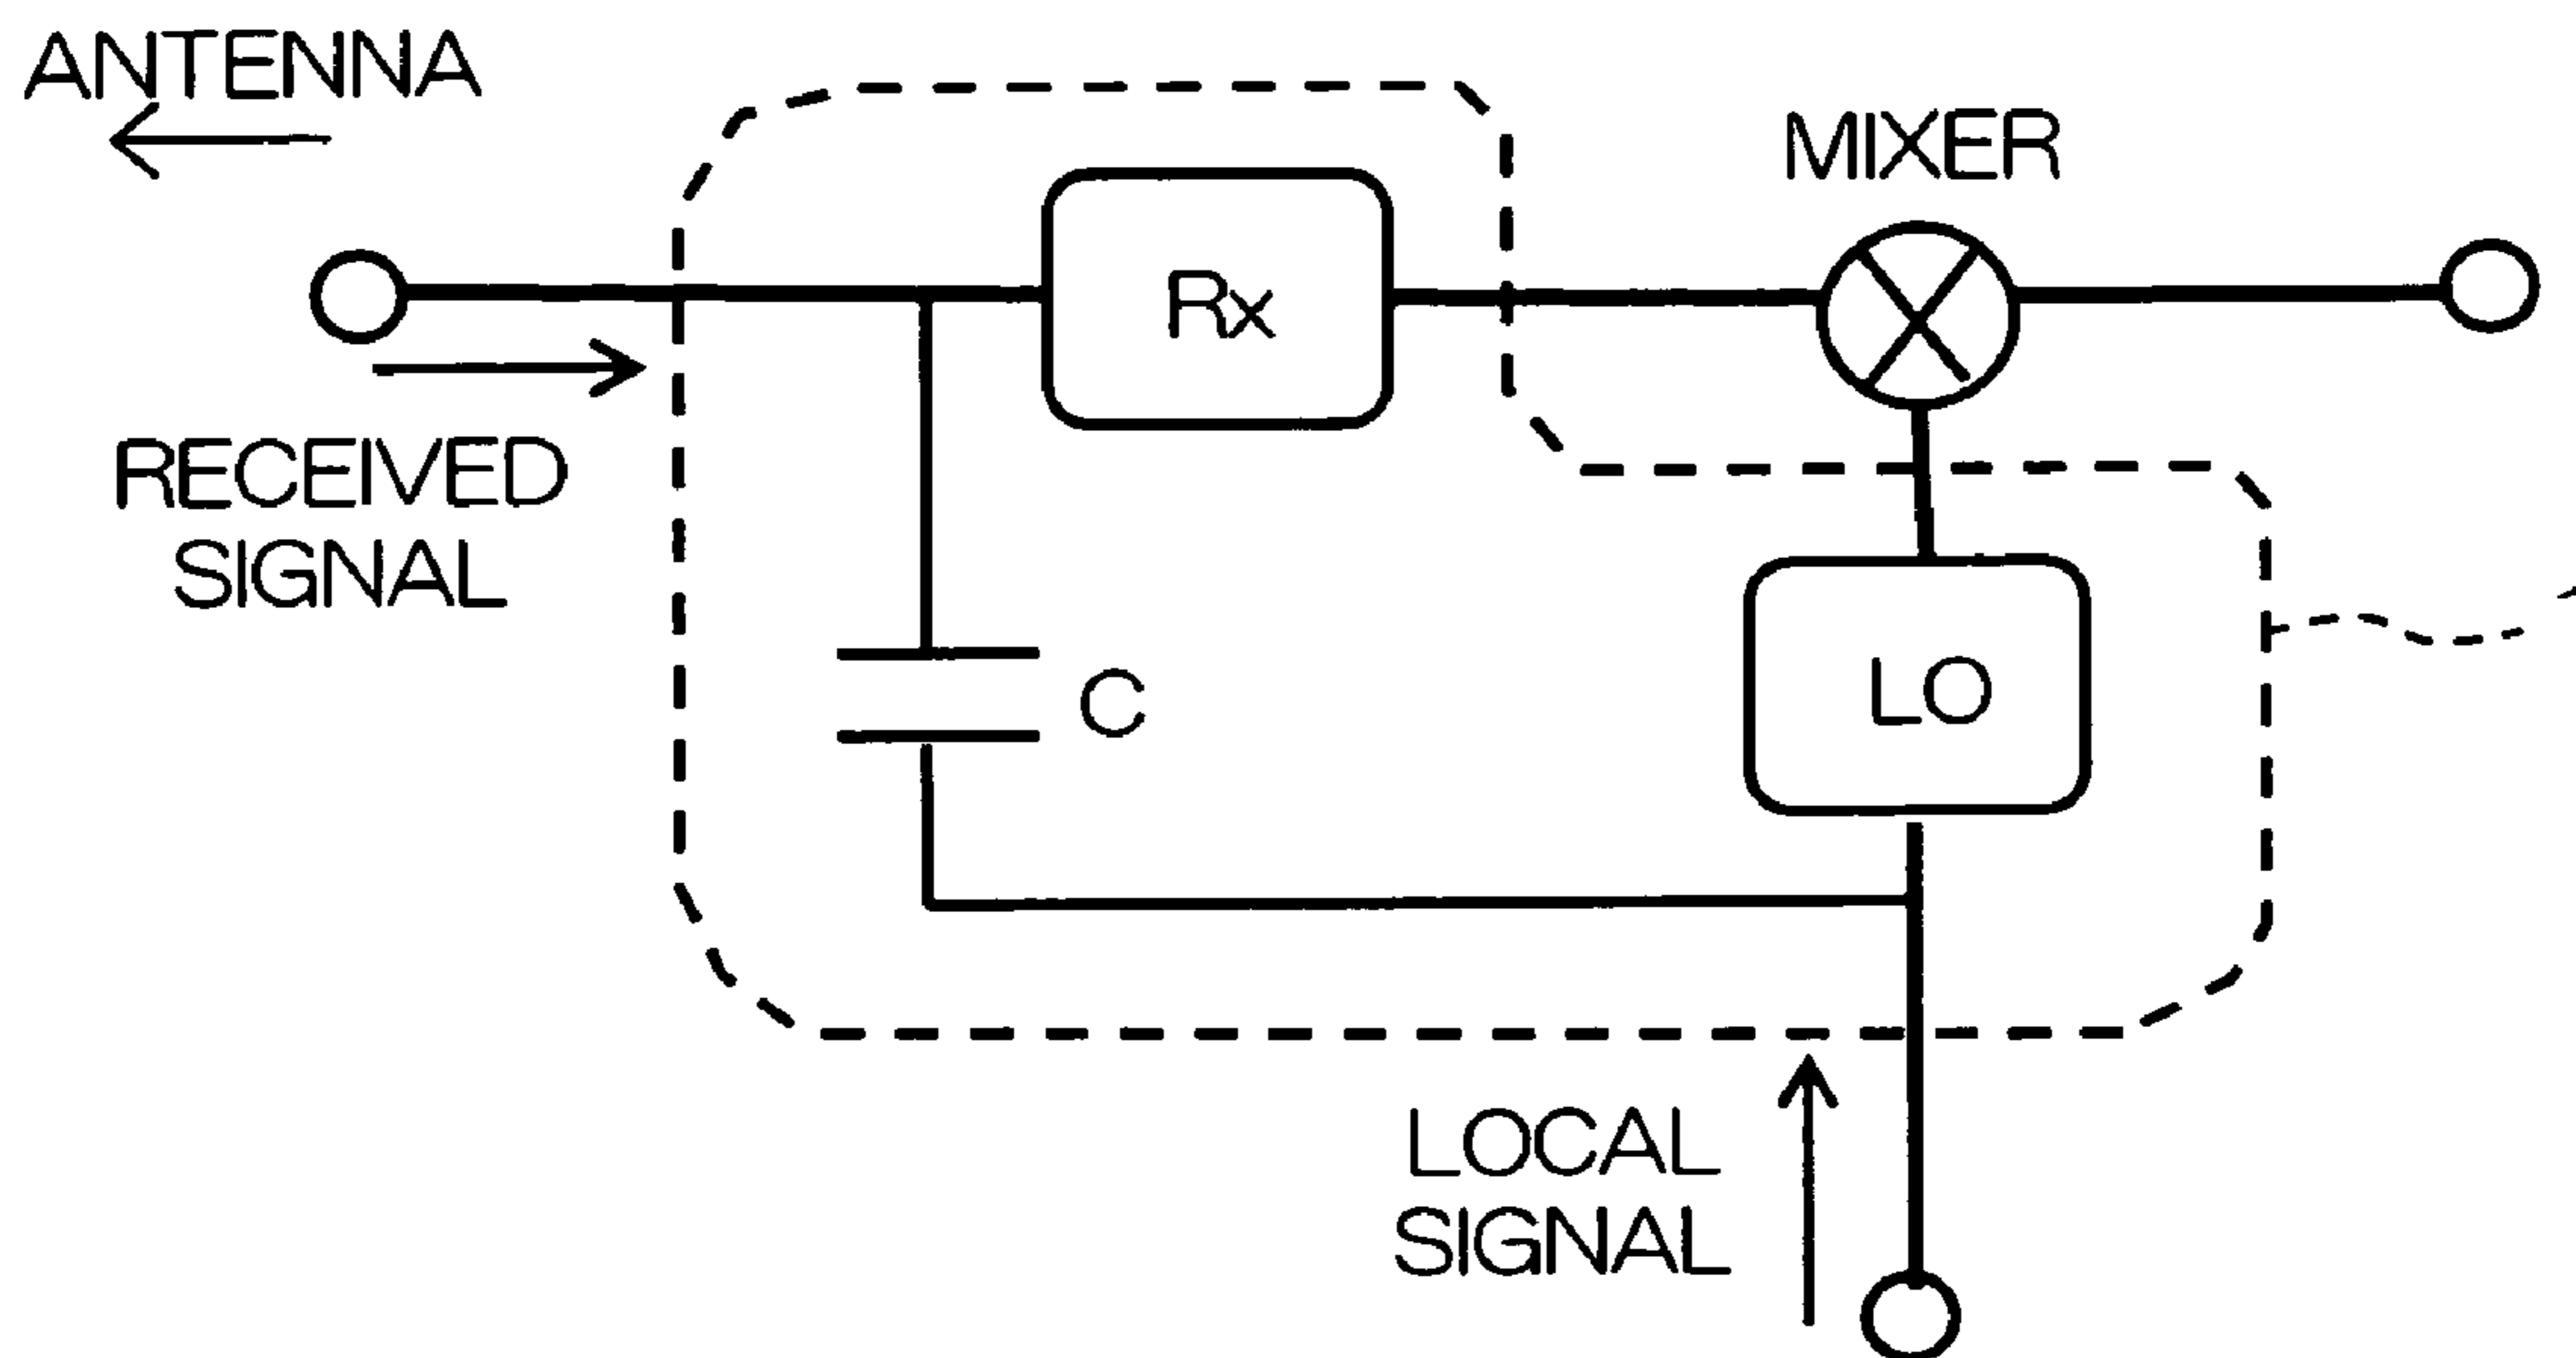 ANTENNA
MIXER
Rx
RECEIVED
SIGNAL
C
LO
LOCAL
SIGNAL